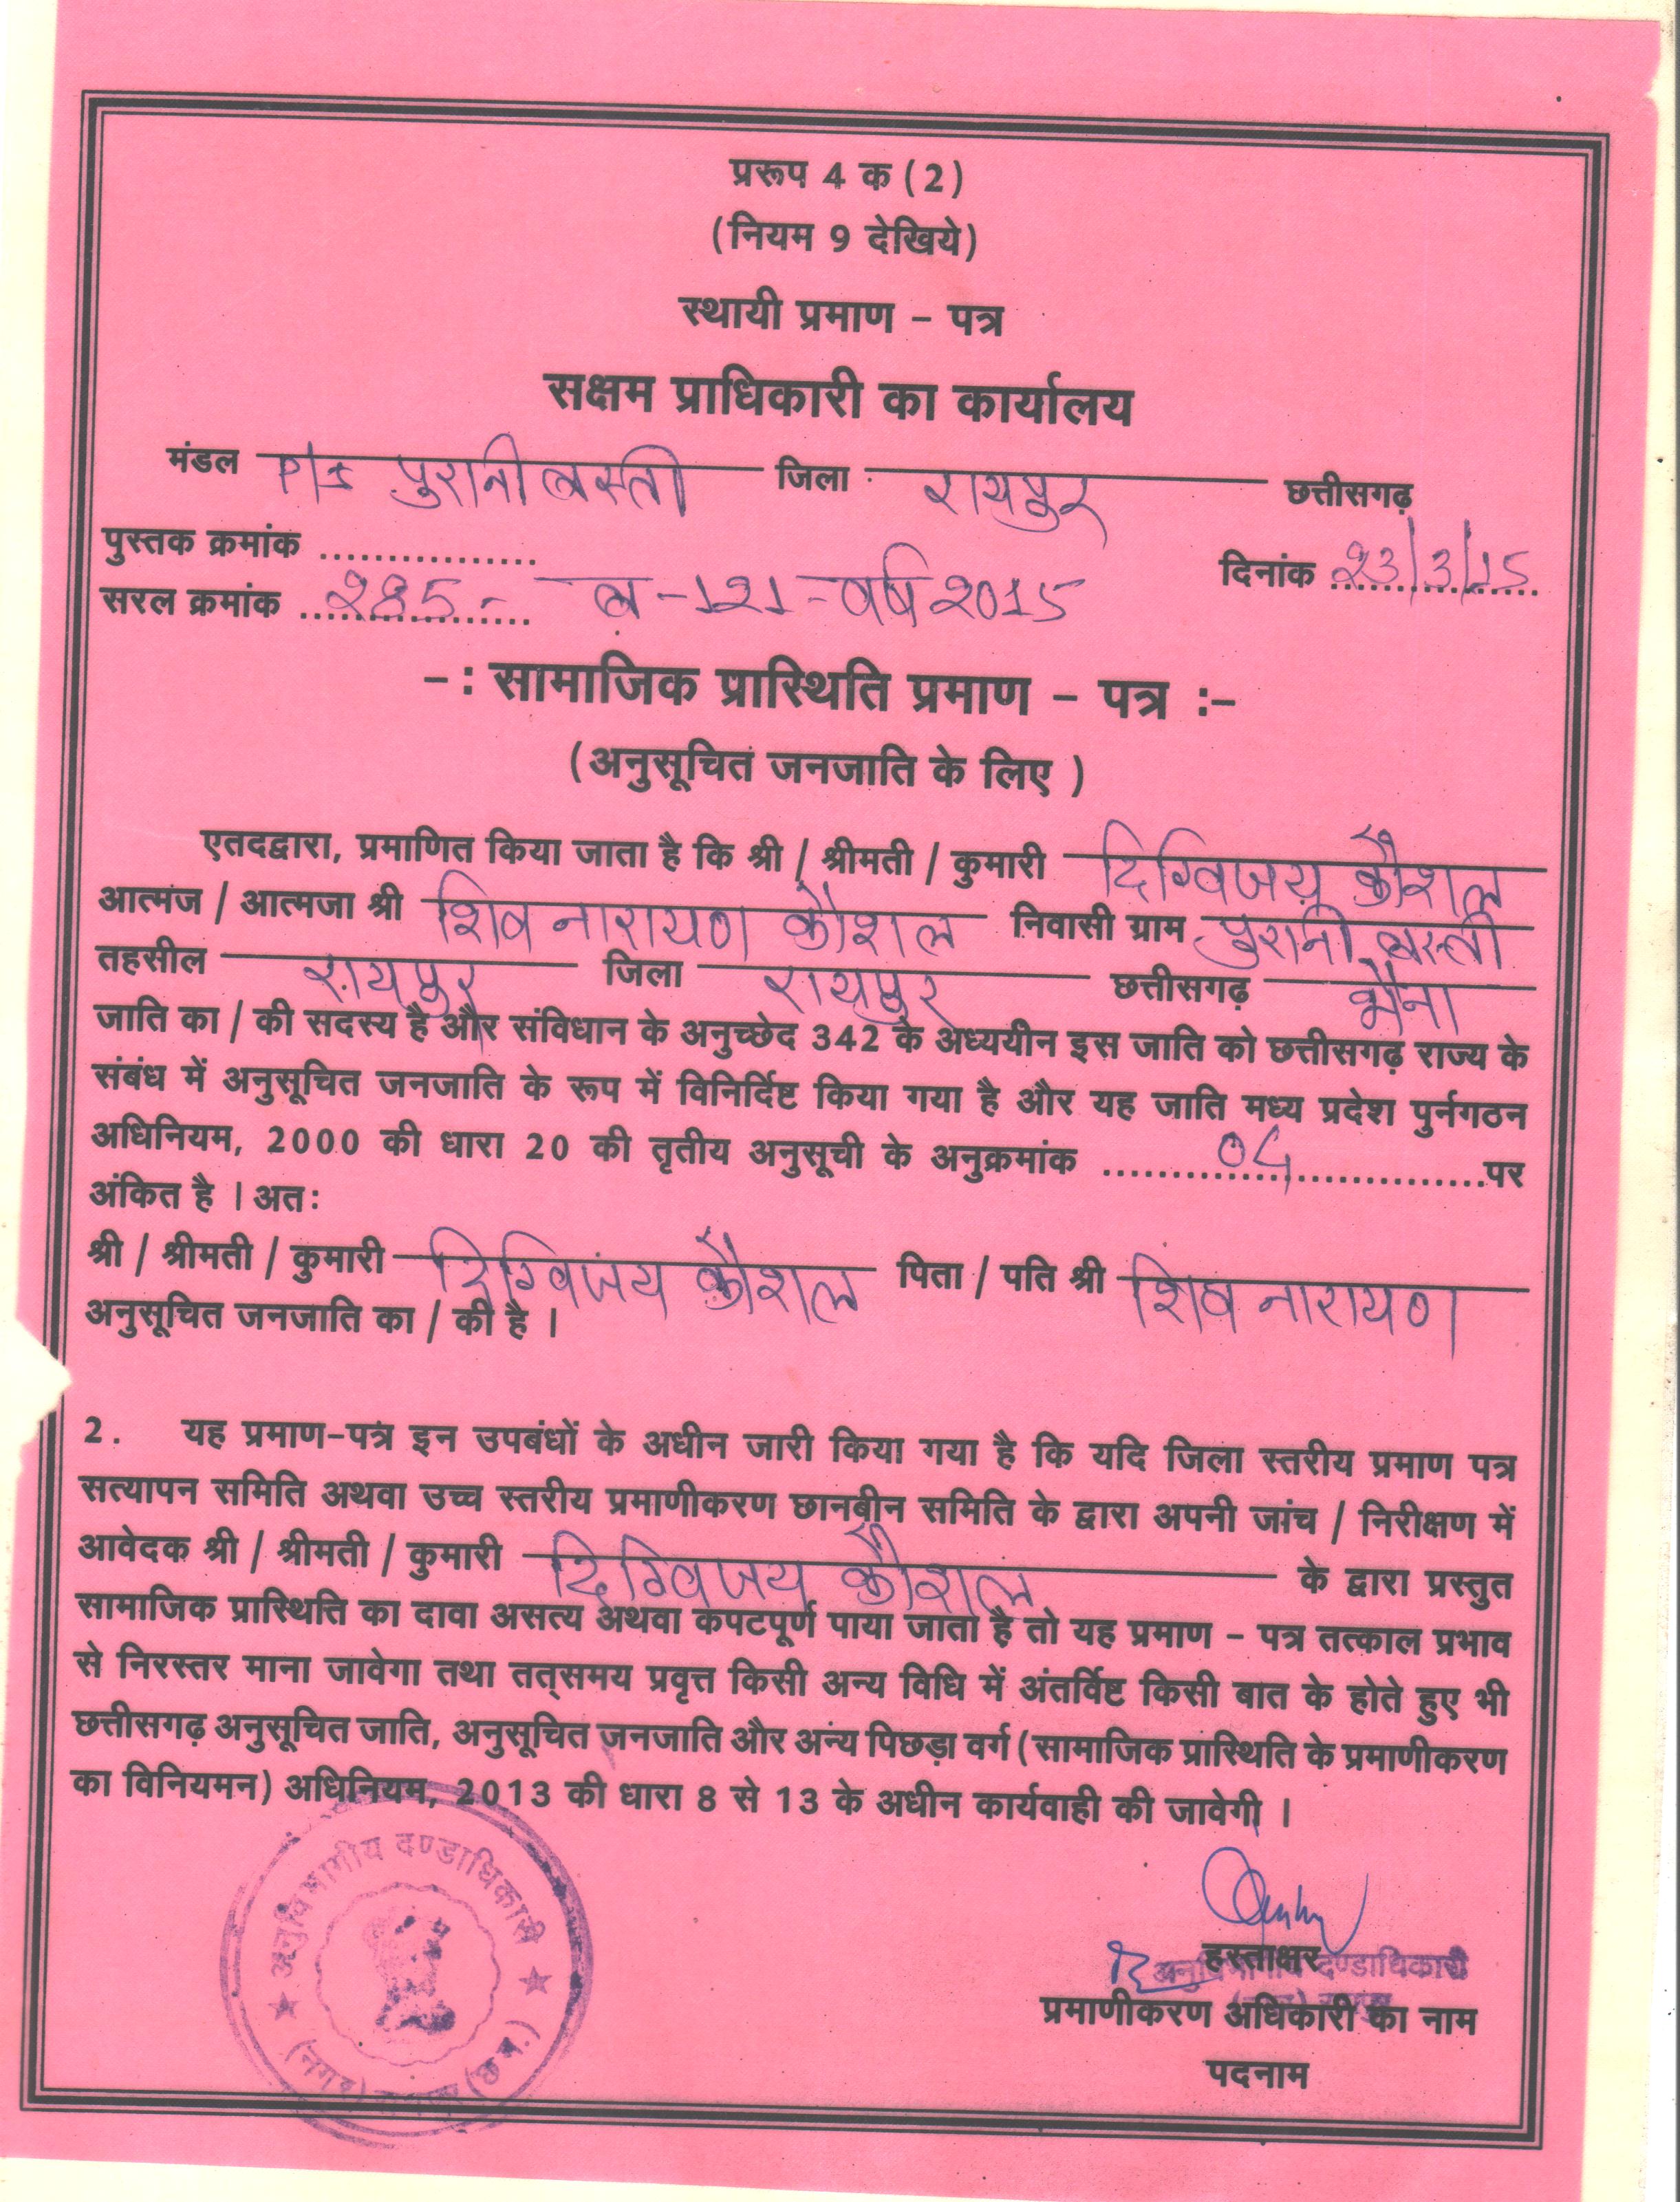 प्ररूप 4 क (2)
(नियम 9 देखिये)
स्थायी प्रमाण – पत्र
सक्षम प्राधिकारी का कार्यालय
मंडल पुरानी बस्ती जिला रायपुर छत्तीसगढ़
पुस्तक क्रमांक ................ दिनांक 23/3/15
सरल क्रमांक 285 - ब-121-वर्ष 2015
–: सामाजिक प्रास्थिति प्रमाण – पत्र :–
(अनुसूचित जनजाति के लिए )
एतदद्वारा, प्रमाणित किया जाता है कि श्री / श्रीमती / कुमारी दिग्विजय कौशल
आत्मंज / आत्मजा श्री शिव नारायण कौशल निवासी ग्राम पुरानी बस्ती
तहसील रायपुर जिला रायपुर छत्तीसगढ़ भैना
जाति का / की सदस्य है और संविधान के अनुच्छेद 342 के अध्ययीन इस जाति को छत्तीसगढ़ राज्य के
संबंध में अनुसूचित जनजाति के रूप में विनिर्दिष्ट किया गया है और यह जाति मध्य प्रदेश पुर्नगठन
अधिनियम, 2000 की धारा 20 की तृतीय अनुसूची के अनुक्रमांक 04 पर
अंकित है । अतः
श्री / श्रीमती / कुमारी दिग्विजय कौशल पिता / पति श्री शिव नारायण
अनुसूचित जनजाति का / की है ।
2. यह प्रमाण–पत्र इन उपबंधों के अधीन जारी किया गया है कि यदि जिला स्तरीय प्रमाण पत्र
सत्यापन समिति अथवा उच्च स्तरीय प्रमाणीकरण छानबीन समिति के द्वारा अपनी जांच / निरीक्षण में
आवेदक श्री / श्रीमती / कुमारी दिग्विजय कौशल के द्वारा प्रस्तुत
सामाजिक प्रास्थित्ति का दावा असत्य अथवा कपटपूर्ण पाया जाता है तो यह प्रमाण – पत्र तत्काल प्रभाव
से निरस्तर माना जावेगा तथा तत्समय प्रवृत्त किसी अन्य विधि में अंतर्विष्ट किसी बात के होते हुए भी
छत्तीसगढ़ अनुसूचित जाति, अनुसूचित जनजाति और अन्य पिछड़ा वर्ग (सामाजिक प्रास्थिति के प्रमाणीकरण
का विनियमन) अधिनियम, 2013 की धारा 8 से 13 के अधीन कार्यवाही की जावेगी ।
अनुविभागीय दण्डाधिकारी
हस्ताक्षर
अनुविभागीय दण्डाधिकारी
प्रमाणीकरण अधिकारी का नाम
पदनाम